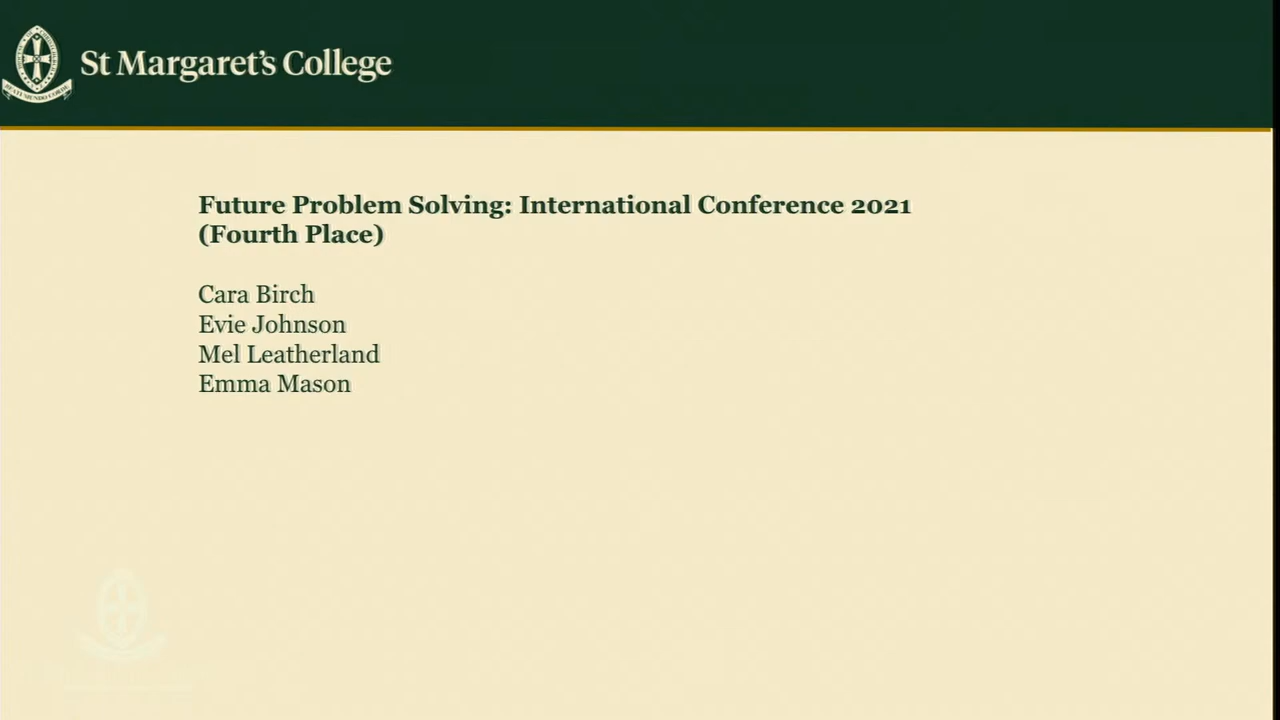 St Margaret's College
Future Problem Solving: International Conference 2021
(Fourth Place)
Cara Birch
Evie Johnson
Mel Leatherland
Emma Mason